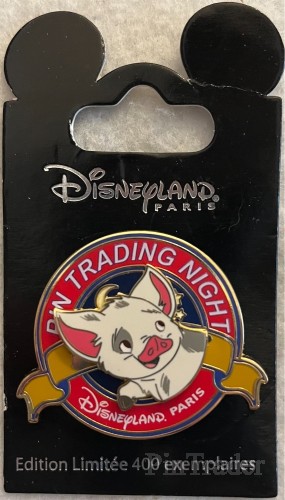 Disneyland
PARIS
PIN TRADING NIGHT
Disneyland PARIS
Edition Limitée 400 exemplaires
PinTrader